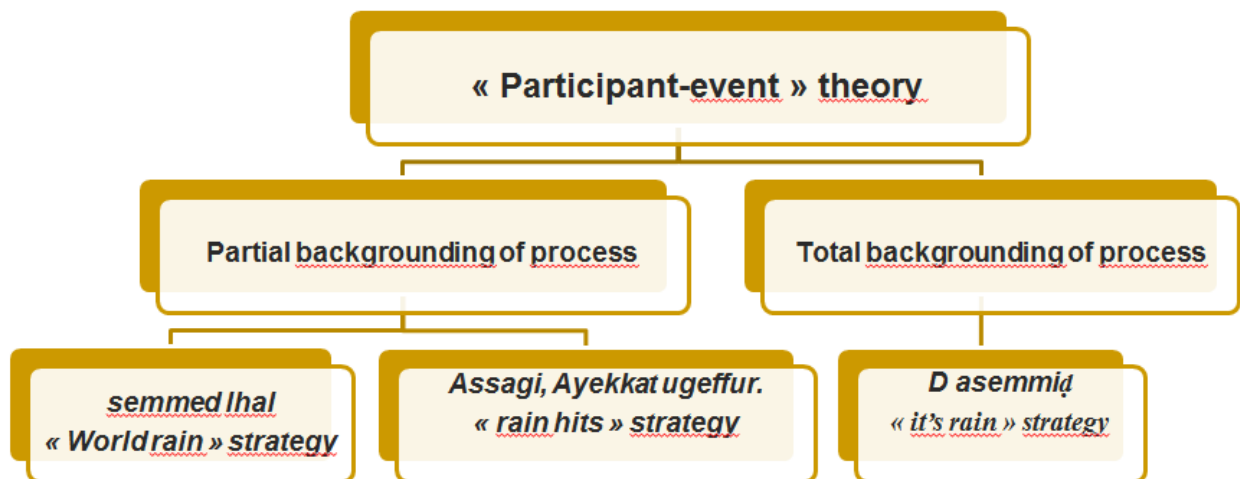 « Participant-event » theory
Partial backgrounding of process
Total backgrounding of process
semmed lhal
« World rain » strategy
Assagi, Ayekkat ugeffur.
« rain hits » strategy
D asemmiḍ
« it’s rain » strategy